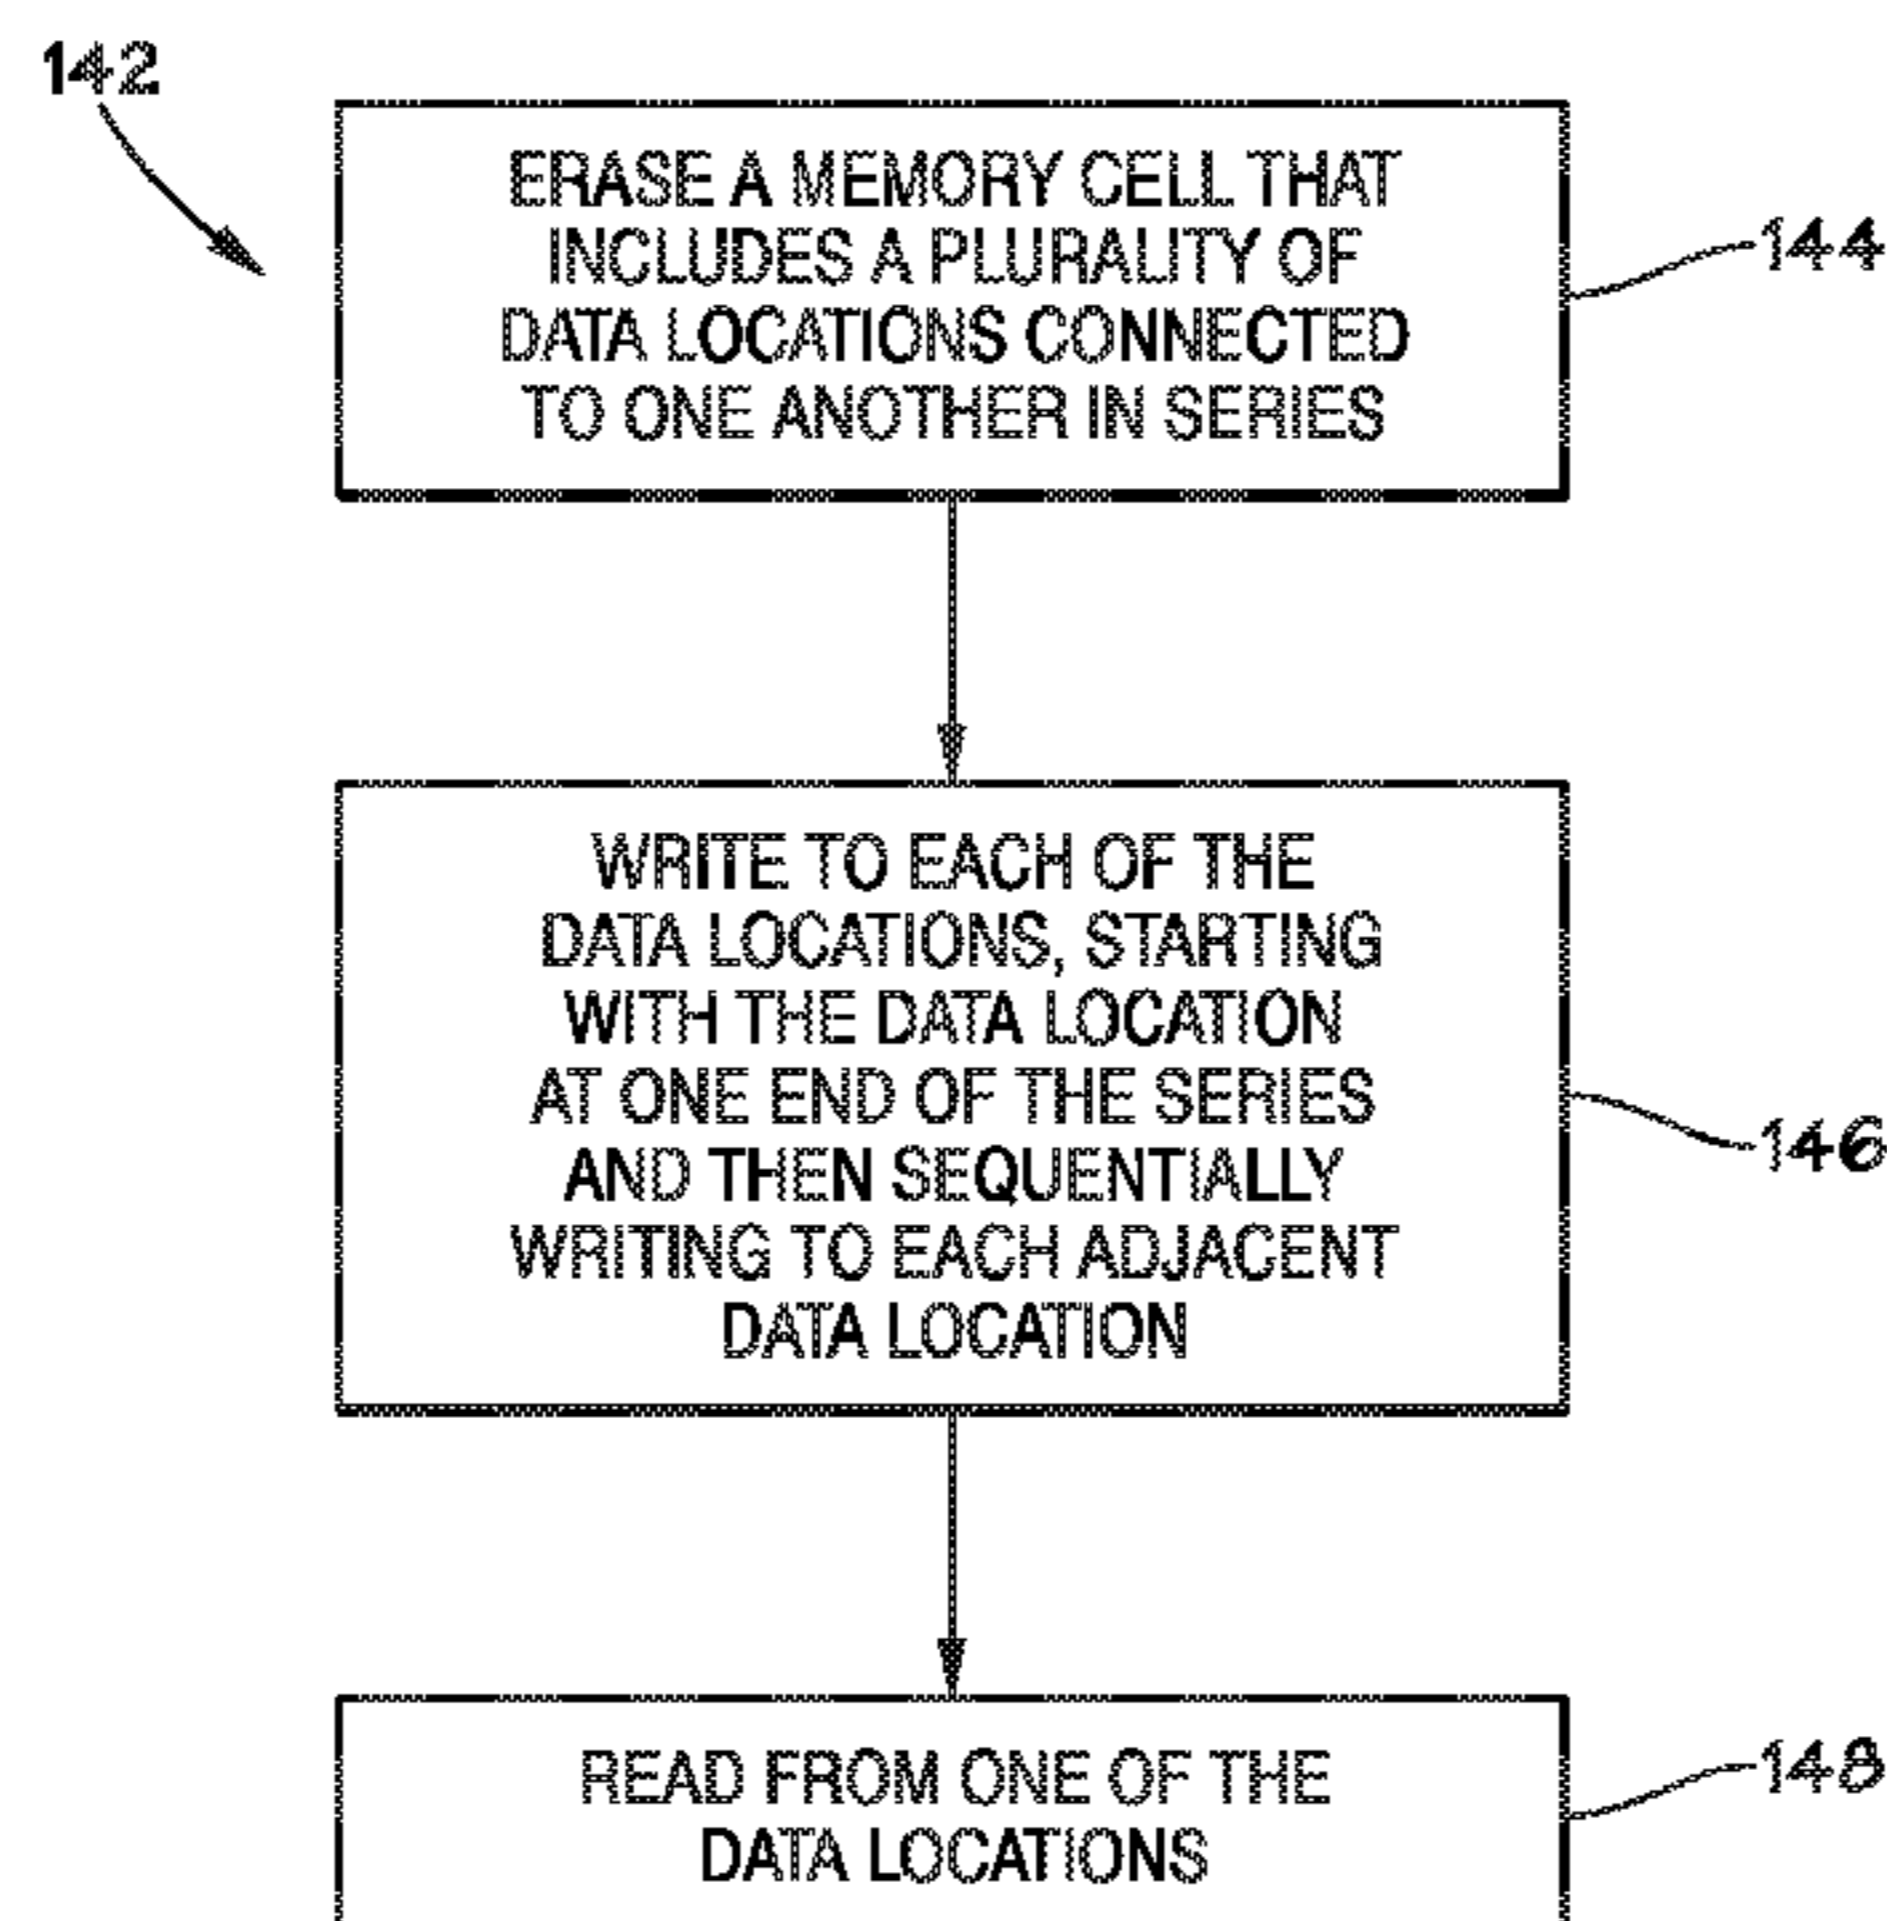 142
ERASE A MEMORY CELL THAT
INCLUDES A PLURALITY OF
DATA LOCATIONS CONNECTED
TO ONE ANOTHER IN SERIES
144
WRITE TO EACH OF THE
DATA LOCATIONS, STARTING
WITH THE DATA LOCATION
AT ONE END OF THE SERIES
AND THEN SEQUENTIALLY
WRITING TO EACH ADJACENT
DATA LOCATION
146
READ FROM ONE OF THE
DATA LOCATIONS
148